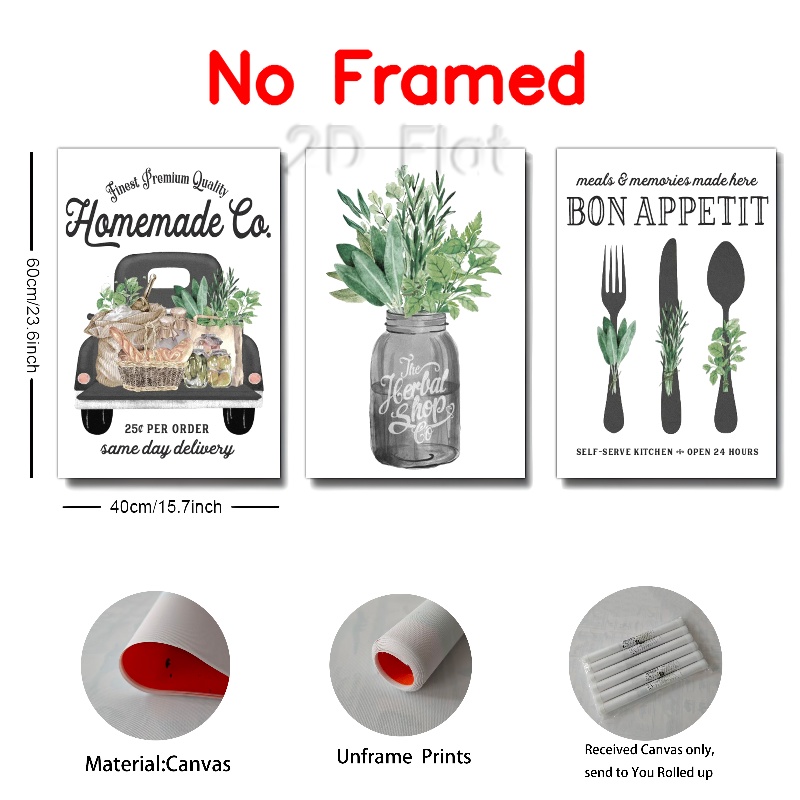 No Framed
2D Flat
60cm/23.6inch
Finest Premium Quality
Homemade Co.
25¢ PER ORDER
same day delivery
40cm/15.7inch
The
Herbal
Shop
Co
meals & memories made here
BON APPETIT
SELF-SERVE KITCHEN OPEN 24 HOURS
Material:Canvas
Unframe Prints
Received Canvas only,
send to You Rolled up